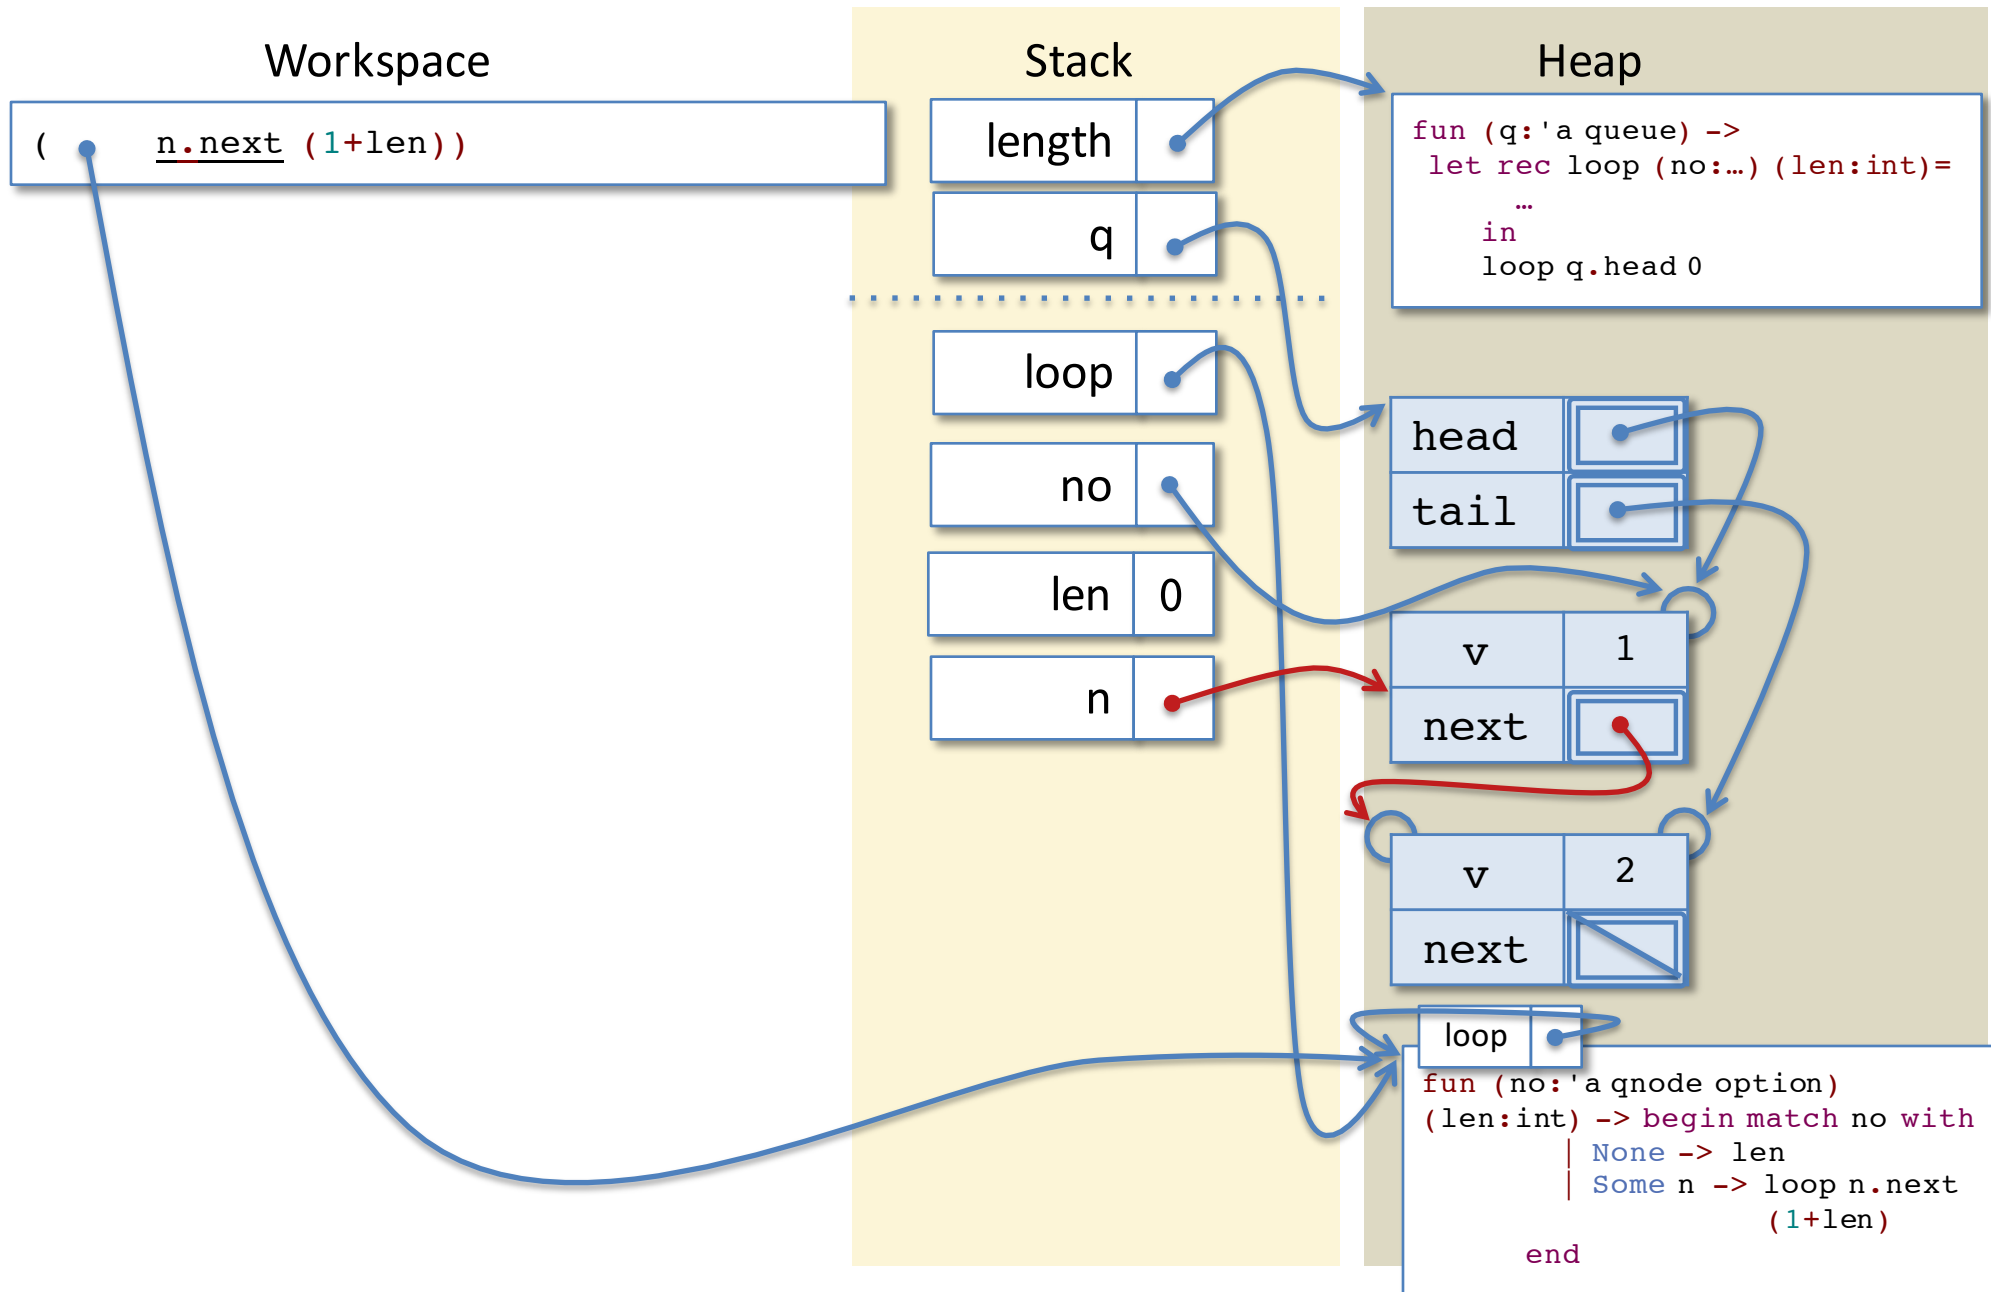 Workspace
( n.next (1+len))
Stack
length
q
loop
no
len 0
n
Heap
fun (q:'a queue) ->
let rec loop (no:…) (len:int)=
…
in
loop q.head 0
head
tail
v 1
next
v 2
next
loop
fun (no:'a qnode option)
(len:int) -> begin match no with
| None -> len
| Some n -> loop n.next
(1+len)
end